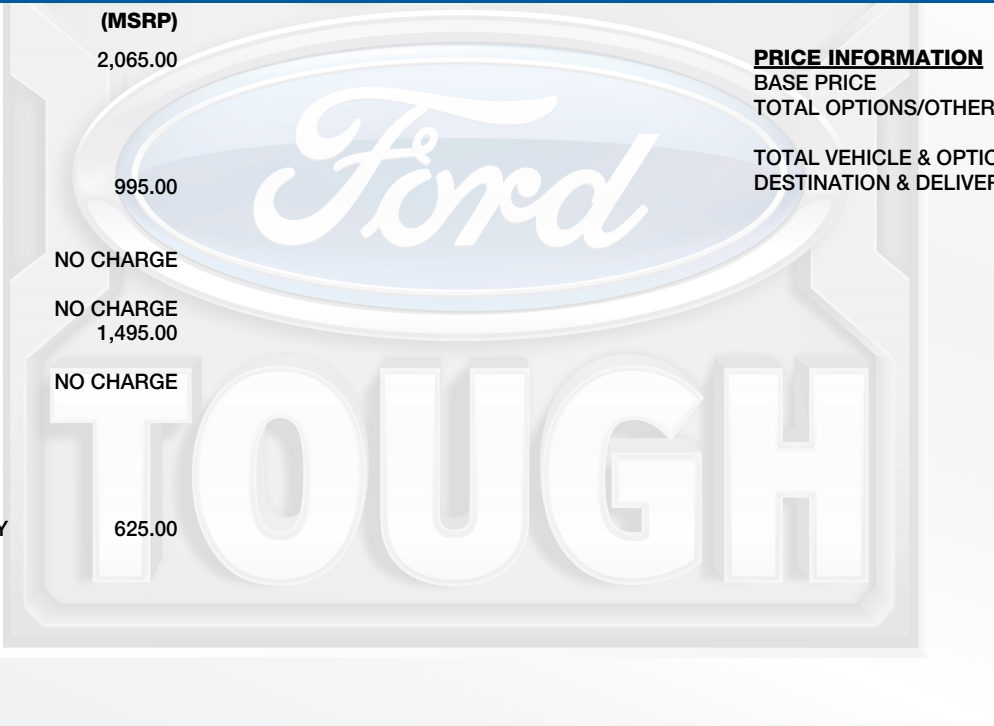 (MSRP)
2,065.00
995.00
NO CHARGE
NO CHARGE
1,495.00
NO CHARGE
625.00
PRICE INFORMATION
BASE PRICE
TOTAL OPTIONS/OTHER
TOTAL VEHICLE & OPTIO
DESTINATION & DELIVER
Ford
TOUGH